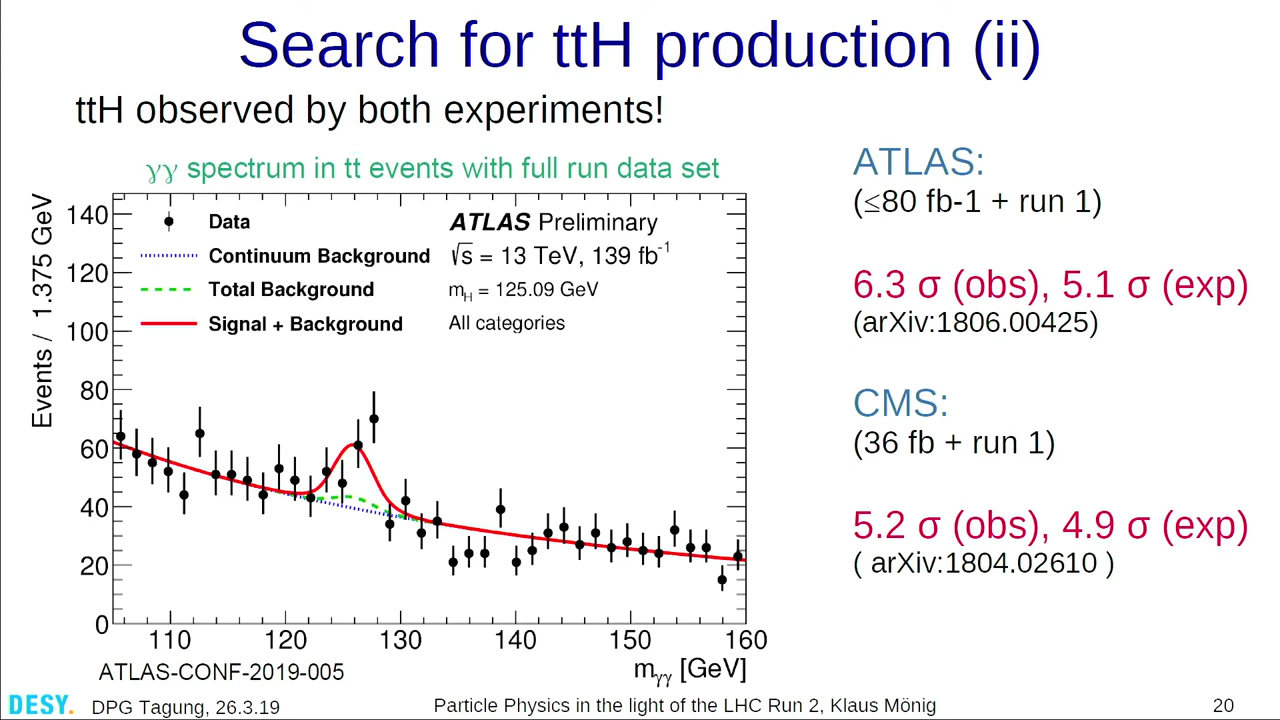 Search for ttH production (ii)
ttH observed by both experiments!
γγ spectrum in tt events with full run data set
ATLAS:
(≤80 fb-1 + run 1)
6.3 σ (obs), 5.1 σ (exp)
(arXiv:1806.00425)
CMS:
(36 fb + run 1)
5.2 σ (obs), 4.9 σ (exp)
( arXiv:1804.02610 )
Events / 1.375 GeV
140
120
100
80
60
40
20
0
Data
Continuum Background
Total Background
Signal + Background
ATLAS Preliminary
√s = 13 TeV, 139 fb⁻¹
m_H = 125.09 GeV
All categories
110 120 130 140 150 160
m_γγ [GeV]
ATLAS-CONF-2019-005
DESY.
DPG Tagung, 26.3.19
Particle Physics in the light of the LHC Run 2, Klaus Mönig
20